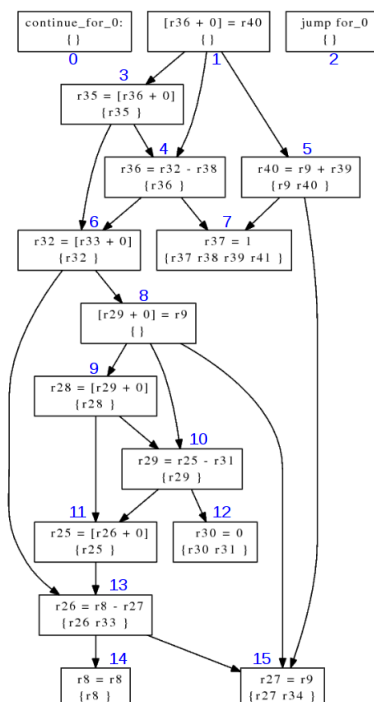 continue_for_0:
{ }
0
[r36 + 0] = r40
{ }
1
jump for_0
{ }
2
3
r35 = [r36 + 0]
{r35 }
4
r36 = r32 - r38
{r36 }
5
r40 = r9 + r39
{r9 r40 }
6
r32 = [r33 + 0]
{r32 }
7
r37 = 1
{r37 r38 r39 r41 }
8
[r29 + 0] = r9
{ }
9
r28 = [r29 + 0]
{r28 }
10
r29 = r25 - r31
{r29 }
11
r25 = [r26 + 0]
{r25 }
12
r30 = 0
{r30 r31 }
13
r26 = r8 - r27
{r26 r33 }
14
r8 = r8
{r8 }
15
r27 = r9
{r27 r34 }